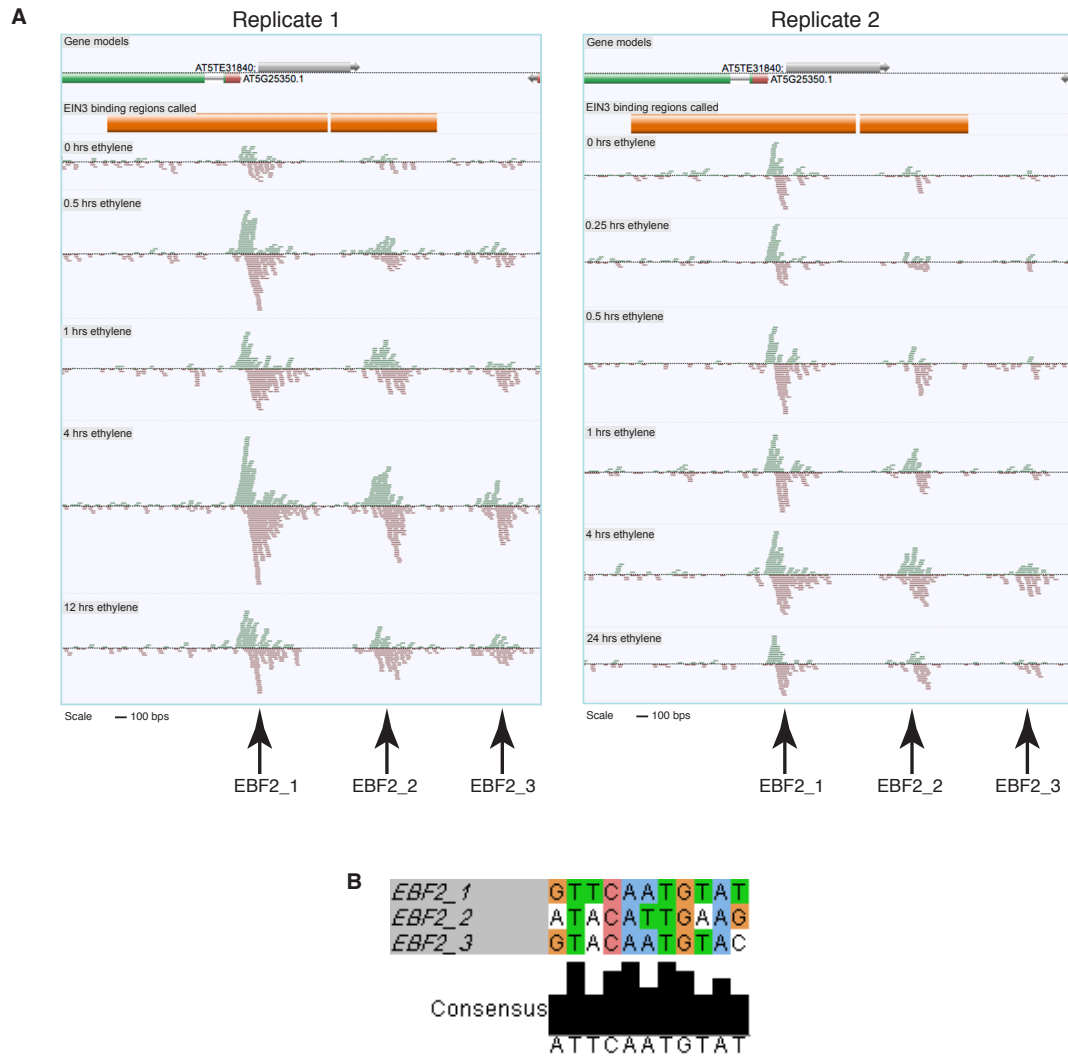 A
Replicate 1
Gene models
AT5TE31840;
AT5G25350.1
EIN3 binding regions called
0 hrs ethylene
0.5 hrs ethylene
1 hrs ethylene
4 hrs ethylene
12 hrs ethylene
Scale 100 bps
EBF2_1 EBF2_2 EBF2_3
Replicate 2
Gene models
AT5TE31840;
AT5G25350.1
EIN3 binding regions called
0 hrs ethylene
0.25 hrs ethylene
0.5 hrs ethylene
1 hrs ethylene
4 hrs ethylene
24 hrs ethylene
Scale 100 bps
EBF2_1 EBF2_2 EBF2_3
B
EBF2_1 GTTCAATGTAT
EBF2_2 ATACATTGAAG
EBF2_3 GTACAATGTAC
Consensus
ATTCAATGTAT